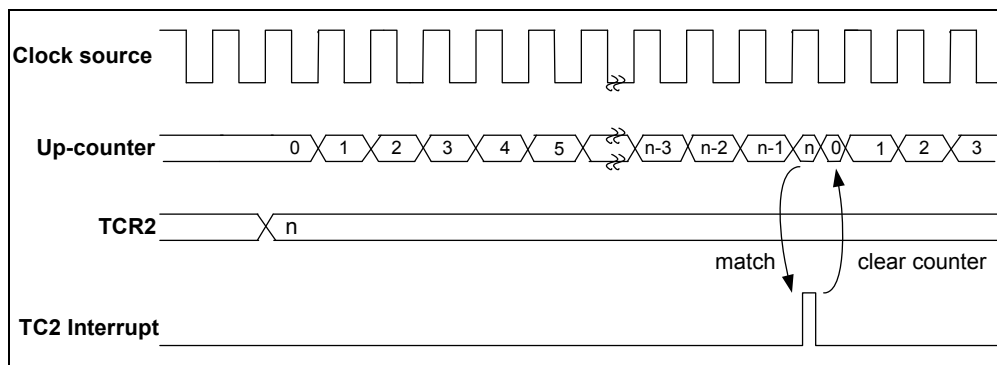 Clock source
Up-counter 0 1 2 3 4 5 n-3 n-2 n-1 n 0 1 2 3
TCR2 n
match clear counter
TC2 Interrupt